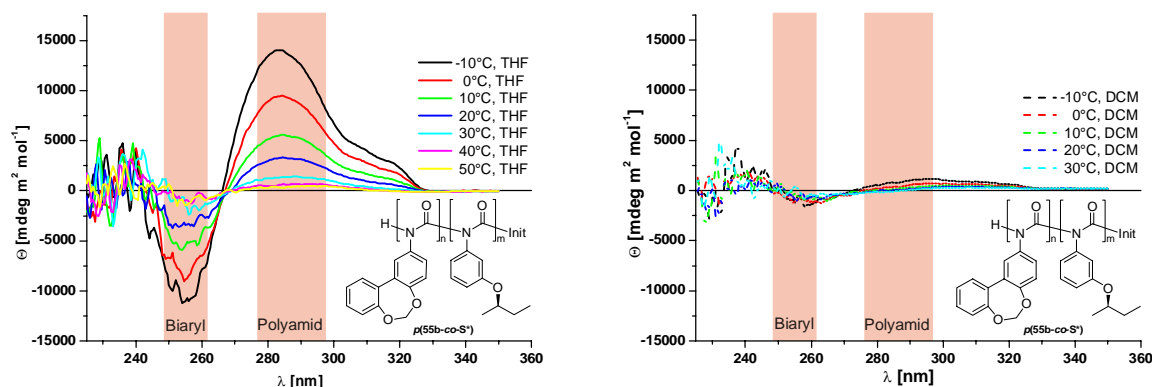 15000
10000
5000
0
-5000
-10000
-15000
Θ [mdeg m² mol⁻¹]
-10°C, THF
0°C, THF
10°C, THF
20°C, THF
30°C, THF
40°C, THF
50°C, THF
H N O n N O m Init
O
O
O
p(55b-co-S*)
Biaryl
Polyamid
240 260 280 300 320 340 360
λ [nm]
15000
10000
5000
0
-5000
-10000
-15000
Θ [mdeg m² mol⁻¹]
-10°C, DCM
0°C, DCM
10°C, DCM
20°C, DCM
30°C, DCM
H N O n N O m Init
O
O
O
p(55b-co-S*)
Biaryl
Polyamid
240 260 280 300 320 340 360
λ [nm]